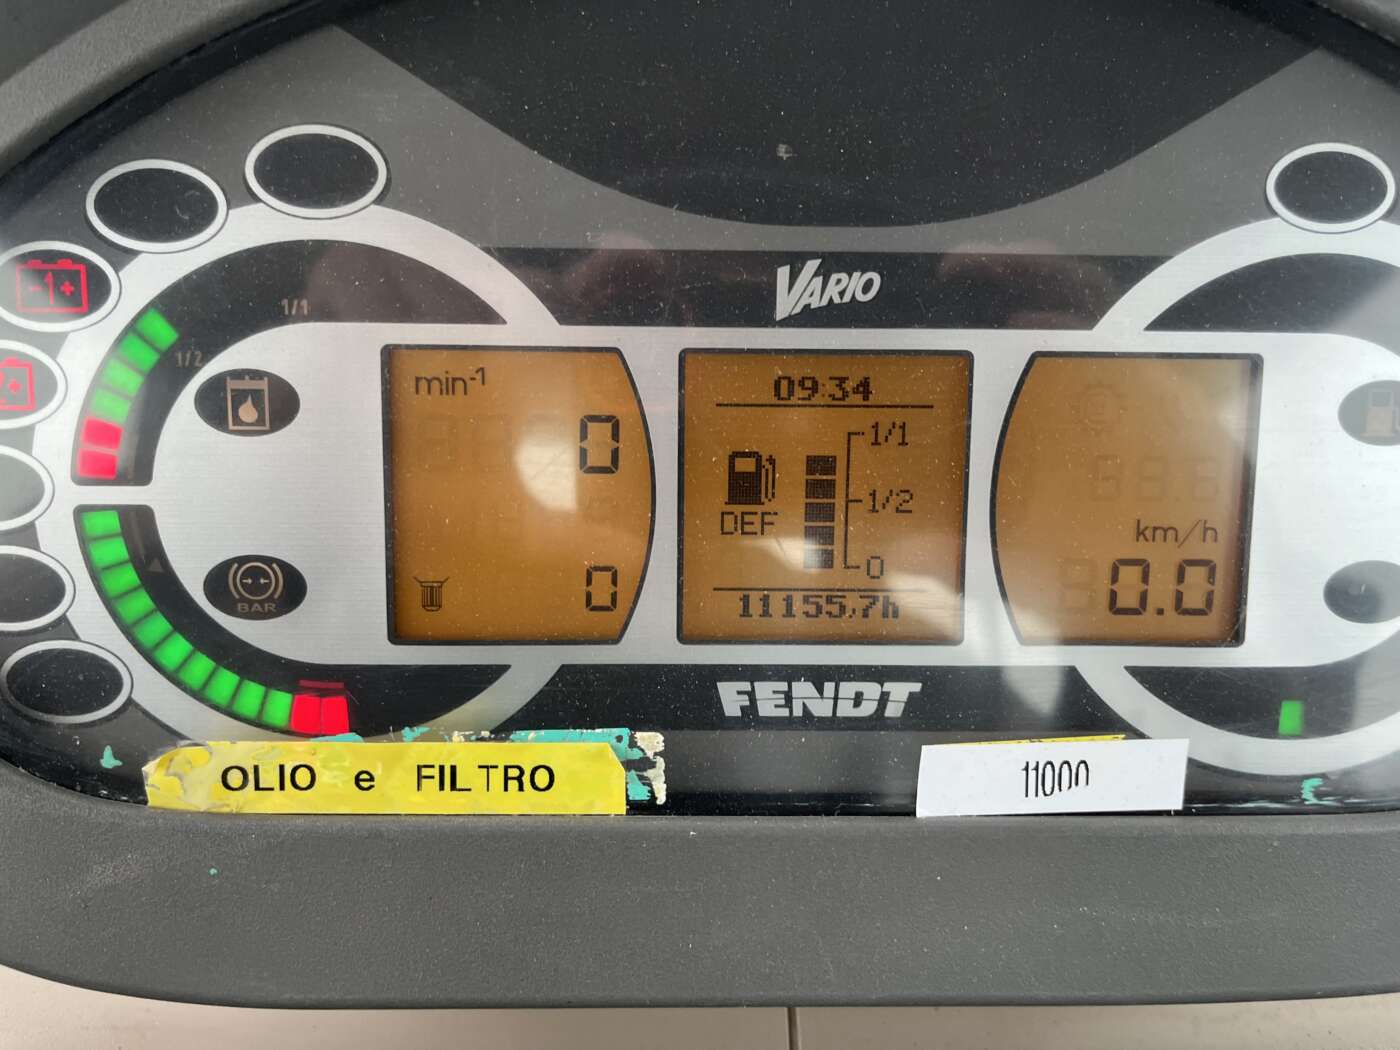 VARIO
1/1
1/2
min-1
0
0
09:34
1/1
1/2
0
DEF
11155,7h
km/h
0.0
BAR
FENDT
OLIO e FILTRO
11000